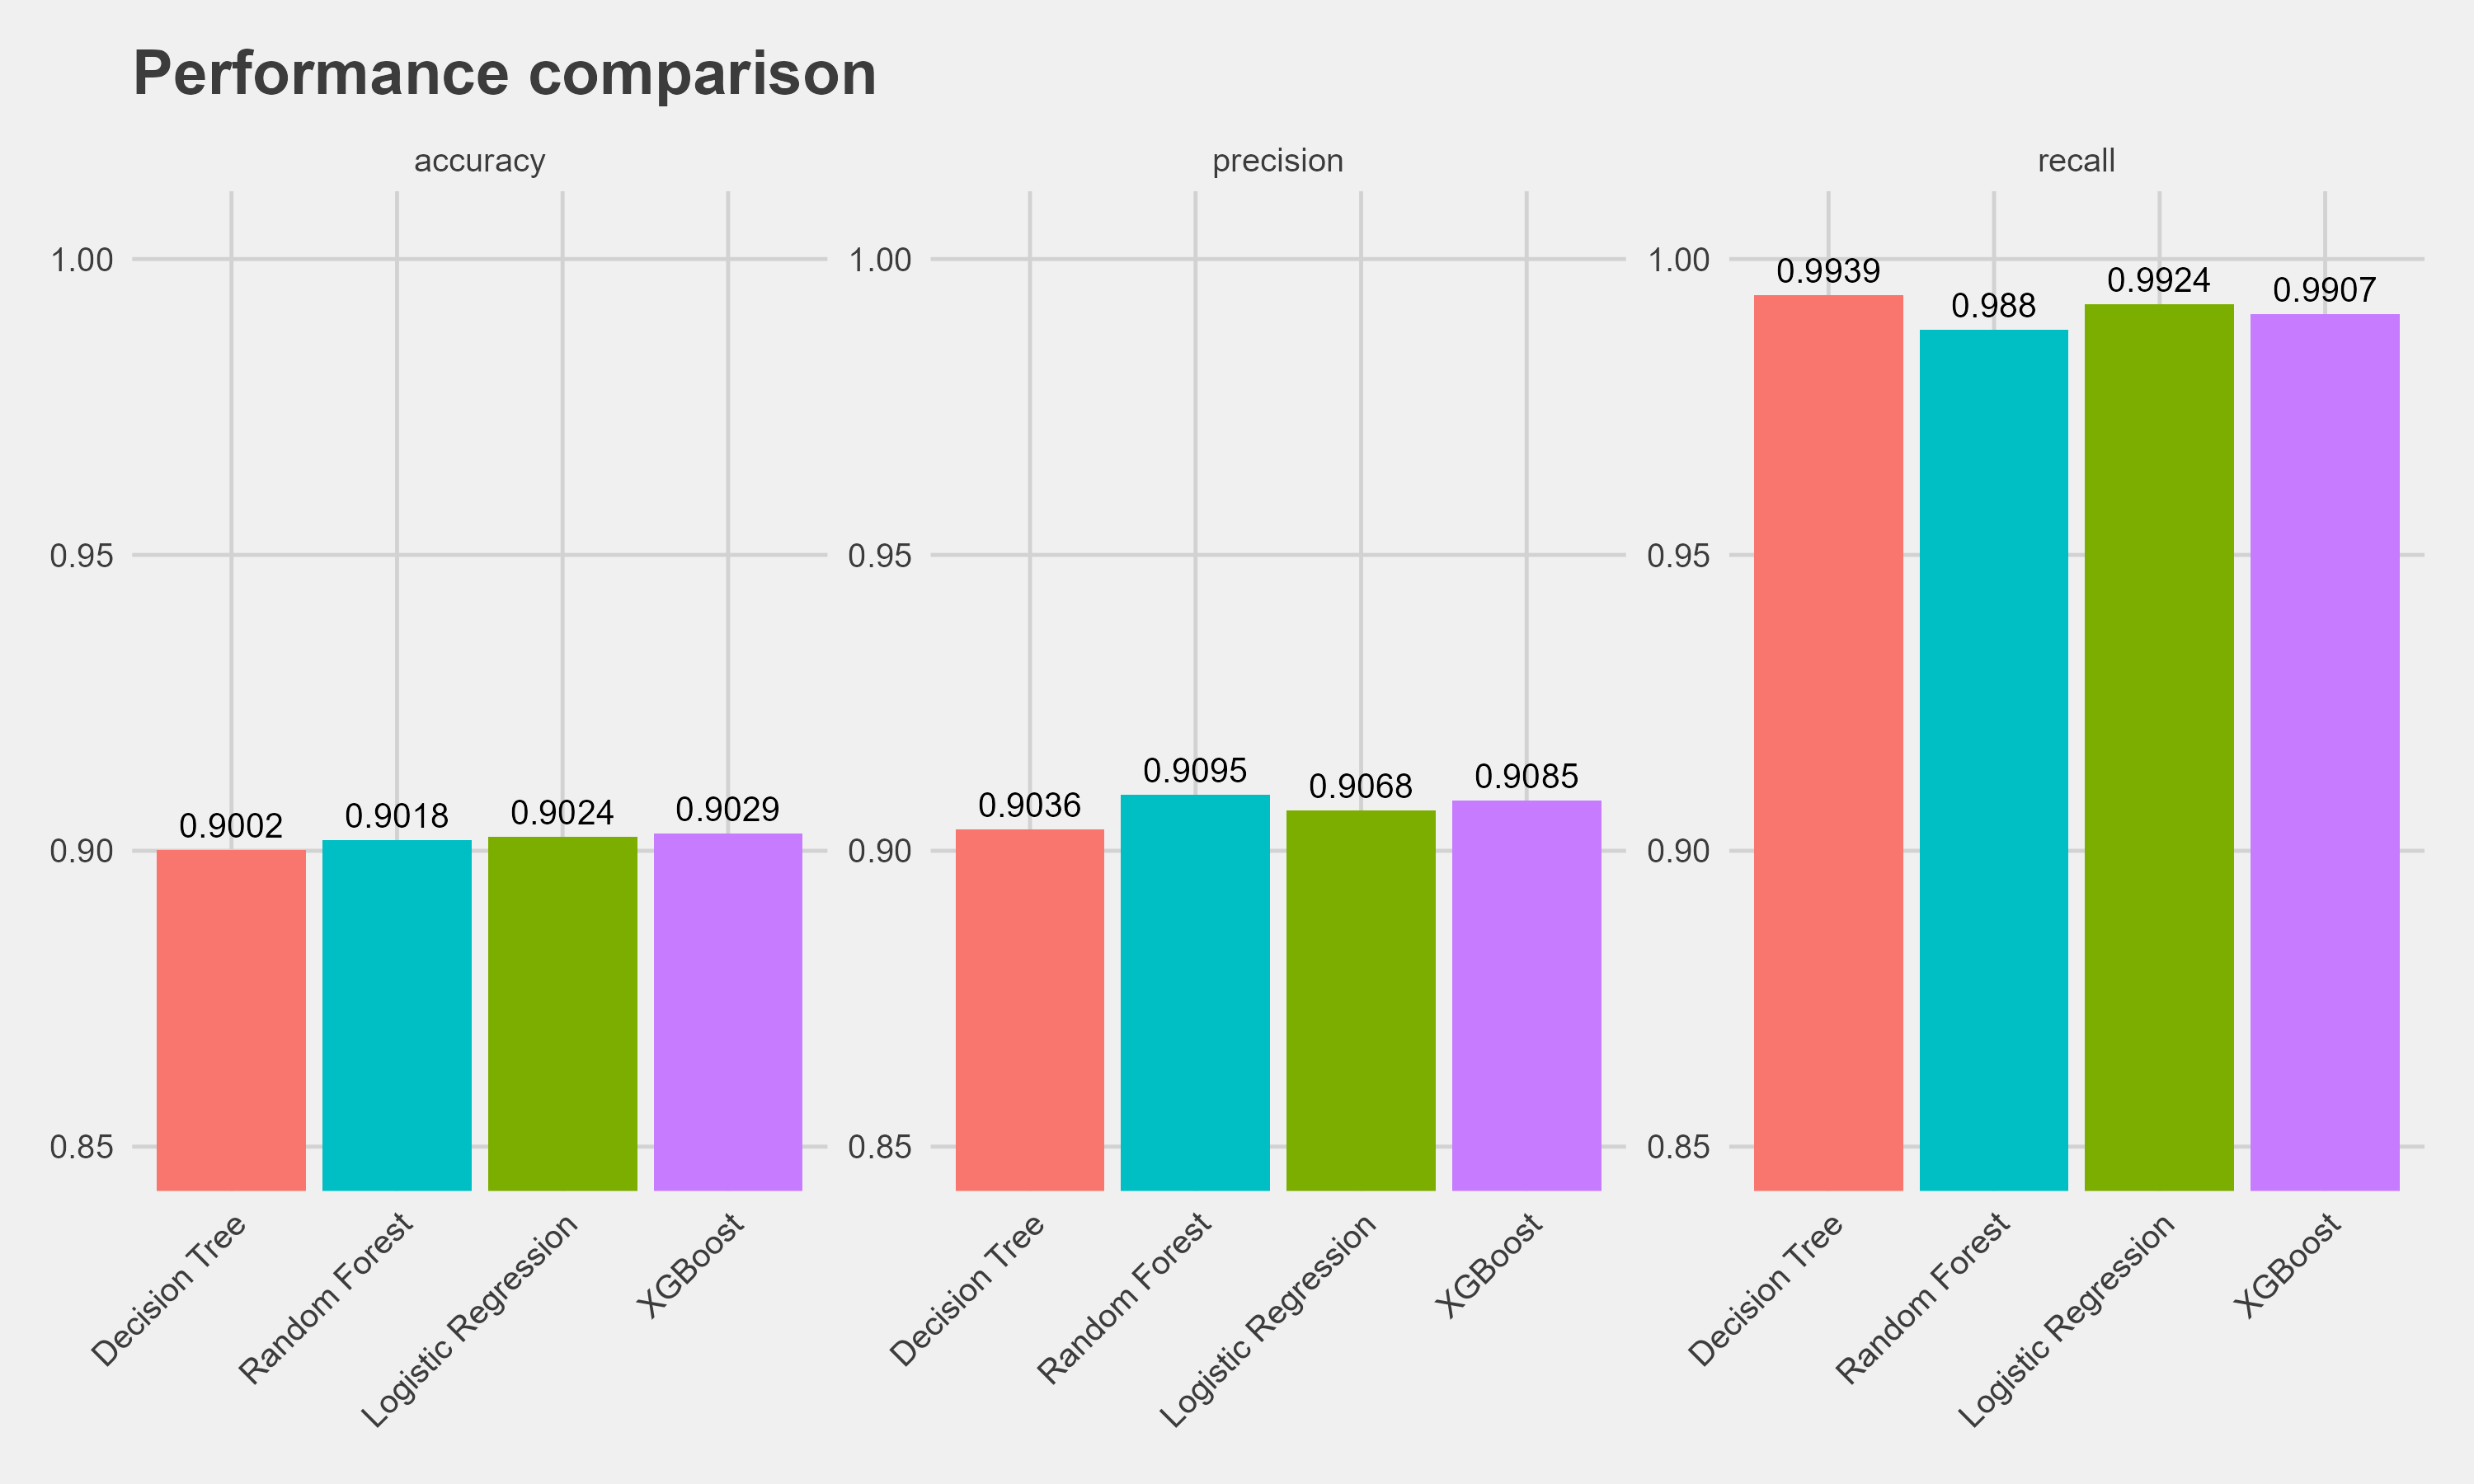 Performance comparison
accuracy
precision
recall
1.00
0.95
0.90
0.85
0.9002
0.9018
0.9024
0.9029
Decision Tree
Random Forest
Logistic Regression
XGBoost
1.00
0.95
0.90
0.85
0.9036
0.9095
0.9068
0.9085
Decision Tree
Random Forest
Logistic Regression
XGBoost
1.00
0.95
0.90
0.85
0.9939
0.988
0.9924
0.9907
Decision Tree
Random Forest
Logistic Regression
XGBoost